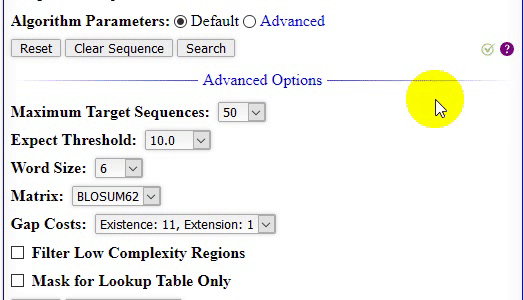 Algorithm Parameters: Default Advanced
Reset Clear Sequence Search ?
Advanced Options
Maximum Target Sequences: 50
Expect Threshold: 10.0
Word Size: 6
Matrix: BLOSUM62
Gap Costs: Existence: 11, Extension: 1
Filter Low Complexity Regions
Mask for Lookup Table Only